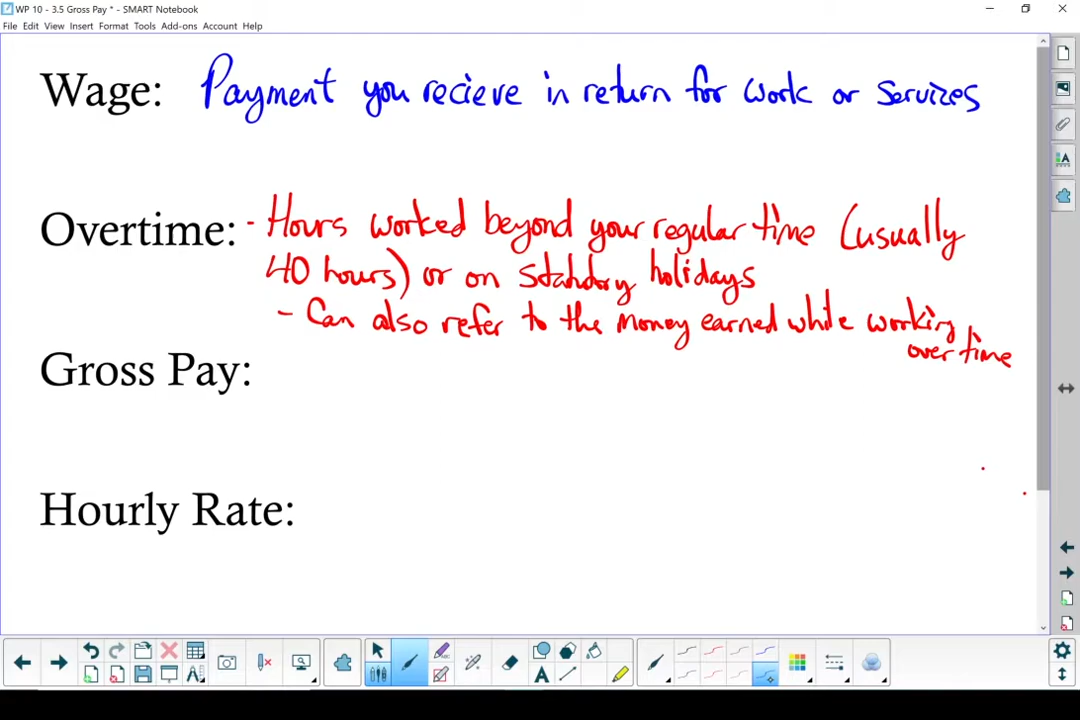 WP 10 - 3.5 Gross Pay * - SMART Notebook
File Edit View Insert Format Tools Add-ons Account Help
Wage: Payment you recieve in return for work or services
Overtime: - Hours worked beyond your regular time (usually
40 hours) or on statutory holidays
- Can also refer to the money earned while working
overtime
Gross Pay:
Hourly Rate: